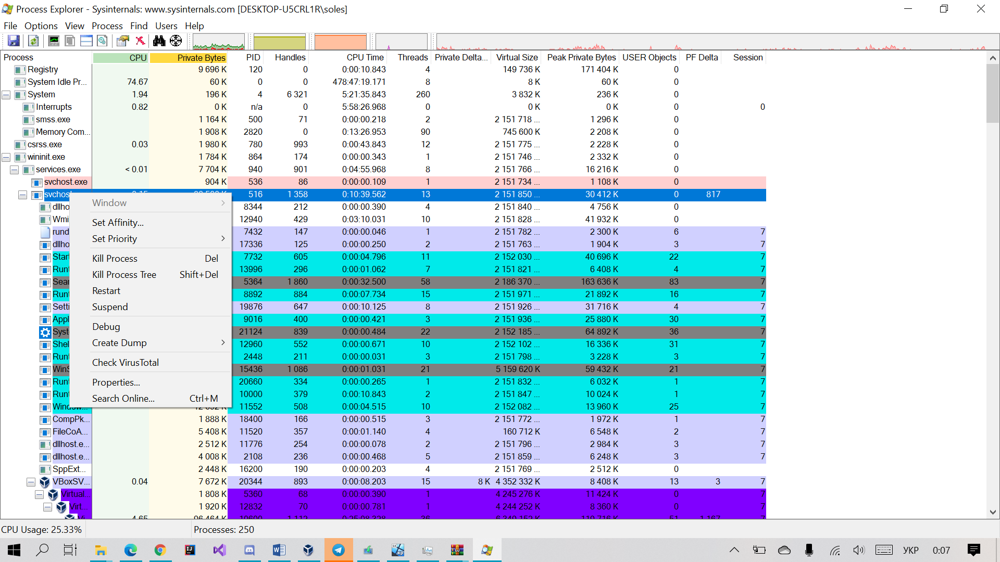 Process Explorer - Sysinternals: www.sysinternals.com [DESKTOP-U5CRL1R\soles]
File Options View Process Find Users Help
Process CPU Private Bytes PID Handles CPU Time Threads Private Delta... Virtual Size Peak Private Bytes USER Objects PF Delta Session
Registry 9 696 K 120 0 0:00:10.843 4 149 736 K 171 404 K 0
System Idle Pr... 74.67 60 K 0 0 478:47:19.171 8 8 K 60 K 0
System 1.94 196 K 4 6 321 5:21:35.843 260 3 832 K 236 K 0
Interrupts 0.82 0 K n/a 0 5:58:26.968 0 0 K 0 K 0 0
smss.exe 1 164 K 500 71 0:00:00.218 2 2 151 718 ... 1 296 K 0
Memory Com... 1 908 K 2820 0 0:13:26.953 90 745 600 K 2 208 K 0
csrss.exe 0.03 1 980 K 780 993 0:00:43.843 12 2 151 775 ... 2 228 K 0
wininit.exe 1 784 K 864 174 0:00:00.343 1 2 151 746 ... 2 332 K 0
services.exe < 0.01 7 704 K 940 901 0:04:55.968 8 2 151 766 ... 16 216 K 0
svchost.exe 904 K 536 86 0:00:00.109 1 2 151 734 ... 1 108 K 0
svchos 516 1 358 0:10:39.562 13 2 151 850 ... 30 412 K 0 817
dllho 8344 212 0:00:00.390 4 2 151 840 ... 4 756 K 0
Wmi 12940 429 0:03:10.031 10 2 151 828 ... 41 932 K 0
rund 7432 147 0:00:00.046 1 2 151 782 ... 2 300 K 6 7
dllho 17336 125 0:00:00.250 2 2 151 763 ... 1 904 K 3 7
Start 7732 605 0:00:04.796 11 2 152 030 ... 40 696 K 22 7
Runt 13996 296 0:00:01.062 7 2 151 821 ... 6 408 K 4 7
Sear 5364 1 860 0:00:32.500 58 2 186 370 ... 163 636 K 83 7
Runt 8892 884 0:00:07.734 15 2 151 971 ... 21 892 K 16 7
Setti 19876 647 0:00:10.125 8 2 151 926 ... 31 716 K 4 7
Appl 9016 400 0:00:00.421 3 2 151 936 ... 25 880 K 30 7
Syst 21124 839 0:00:00.484 22 2 152 185 ... 64 892 K 36 7
Shel 12960 552 0:00:00.671 10 2 152 102 ... 16 336 K 31 7
Runt 2448 211 0:00:00.031 3 2 151 798 ... 3 228 K 3 7
WinS 15436 1 086 0:00:01.031 21 5 159 620 K 59 432 K 21 7
Runt 20660 334 0:00:00.265 1 2 151 832 ... 6 032 K 1 7
Runt 10000 379 0:00:10.843 2 2 151 847 ... 10 024 K 1 7
Window... 11552 508 0:00:04.515 10 2 152 082 ... 13 960 K 25 7
CompPk... 1 888 K 18400 166 0:00:00.515 3 2 151 772 ... 1 972 K 1 7
FileCoA... 5 408 K 11520 357 0:00:01.140 4 160 712 K 6 548 K 2 7
dllhost.e... 2 512 K 11776 254 0:00:00.078 2 2 151 796 ... 2 984 K 3 7
dllhost.e... 4 008 K 2108 236 0:00:00.468 5 2 151 859 ... 6 248 K 3 7
SppExt... 2 448 K 16200 190 0:00:00.203 4 2 151 769 ... 2 512 K 0
VBoxSV... 0.04 7 672 K 20344 893 0:00:08.203 15 8 K 4 352 332 K 8 408 K 13 3 7
Virtual... 1 808 K 5360 68 0:00:00.390 1 4 245 276 K 11 424 K 0 7
Virt... 1 920 K 12832 70 0:00:00.781 1 4 244 252 K 8 360 K 0 7
Window
Set Affinity...
Set Priority
Kill Process Del
Kill Process Tree Shift+Del
Restart
Suspend
Debug
Create Dump
Check VirusTotal
Properties...
Search Online... Ctrl+M
CPU Usage: 25.33% Processes: 250
УКР 0:07